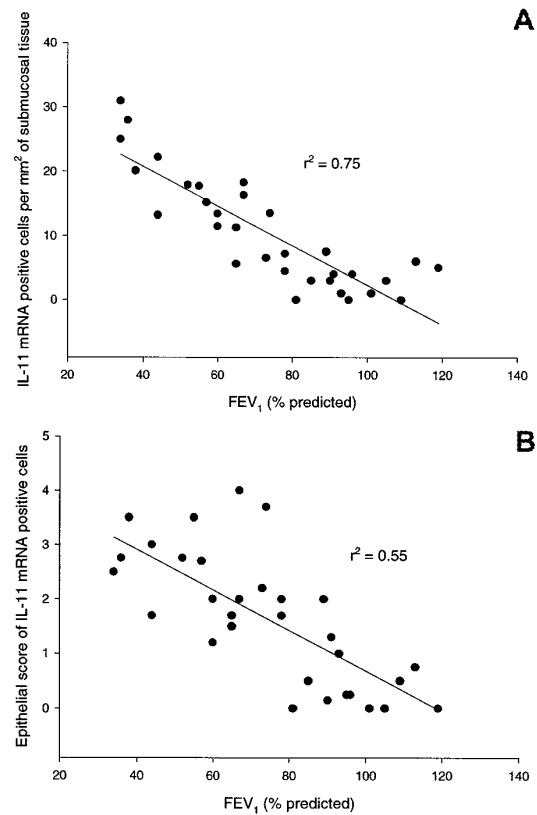 A
IL-11 mRNA positive cells per mm² of submucosal tissue
40
30
20
10
0
r² = 0.75
20 40 60 80 100 120 140
FEV₁ (% predicted)
B
Epithelial score of IL-11 mRNA positive cells
5
4
3
2
1
0
r² = 0.55
20 40 60 80 100 120 140
FEV₁ (% predicted)